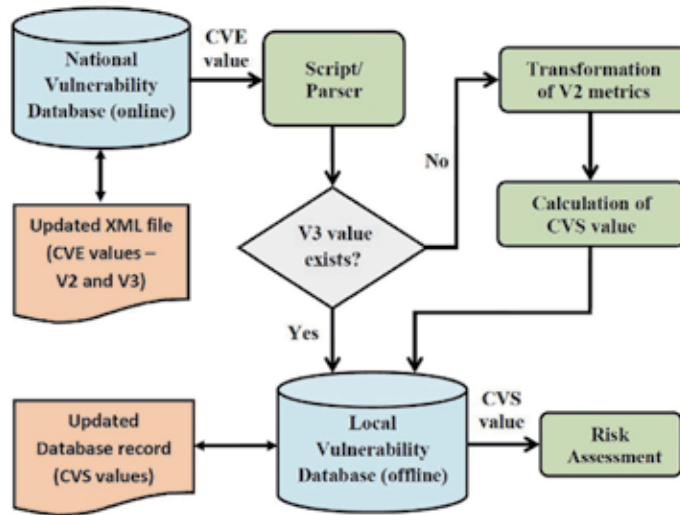 National
Vulnerability
Database (online)
CVE
value
Script/
Parser
Transformation
of V2 metrics
No
Updated XML file
(CVE values –
V2 and V3)
V3 value
exists?
Calculation of
CVS value
Yes
Updated
Database record
(CVS values)
Local
Vulnerability
Database (offline)
CVS
value
Risk
Assessment